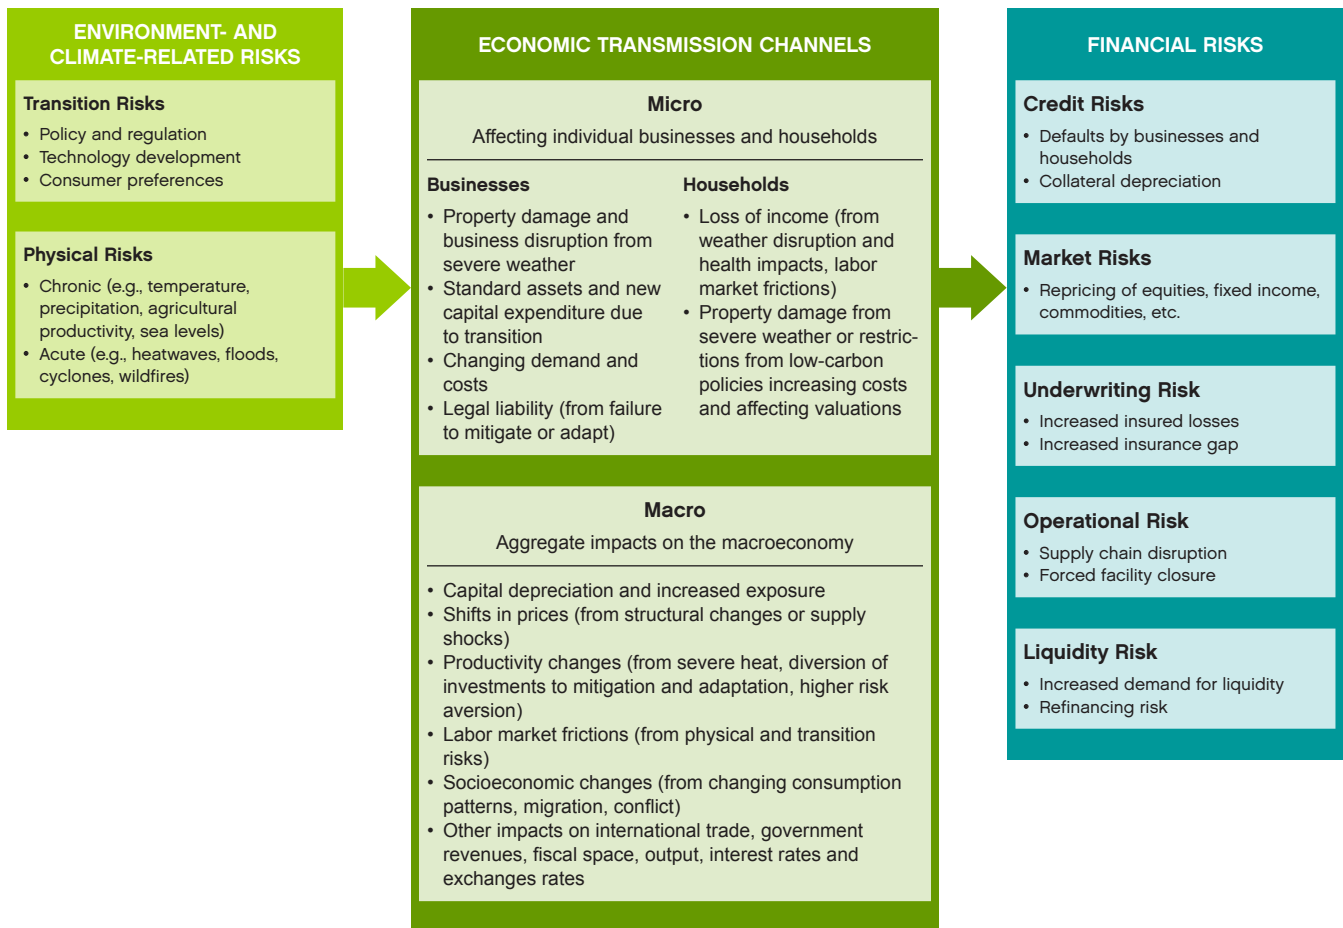 ENVIRONMENT- AND
CLIMATE-RELATED RISKS
Transition Risks
• Policy and regulation
• Technology development
• Consumer preferences
Physical Risks
• Chronic (e.g., temperature,
precipitation, agricultural
productivity, sea levels)
• Acute (e.g., heatwaves, floods,
cyclones, wildfires)
ECONOMIC TRANSMISSION CHANNELS
Micro
Affecting individual businesses and households
Businesses
• Property damage and
business disruption from
severe weather
• Standard assets and new
capital expenditure due
to transition
• Changing demand and
costs
• Legal liability (from failure
to mitigate or adapt)
Households
• Loss of income (from
weather disruption and
health impacts, labor
market frictions)
• Property damage from
severe weather or restric-
tions from low-carbon
policies increasing costs
and affecting valuations
Macro
Aggregate impacts on the macroeconomy
• Capital depreciation and increased exposure
• Shifts in prices (from structural changes or supply
shocks)
• Productivity changes (from severe heat, diversion of
investments to mitigation and adaptation, higher risk
aversion)
• Labor market frictions (from physical and transition
risks)
• Socioeconomic changes (from changing consumption
patterns, migration, conflict)
• Other impacts on international trade, government
revenues, fiscal space, output, interest rates and
exchanges rates
FINANCIAL RISKS
Credit Risks
• Defaults by businesses and
households
• Collateral depreciation
Market Risks
• Repricing of equities, fixed income,
commodities, etc.
Underwriting Risk
• Increased insured losses
• Increased insurance gap
Operational Risk
• Supply chain disruption
• Forced facility closure
Liquidity Risk
• Increased demand for liquidity
• Refinancing risk